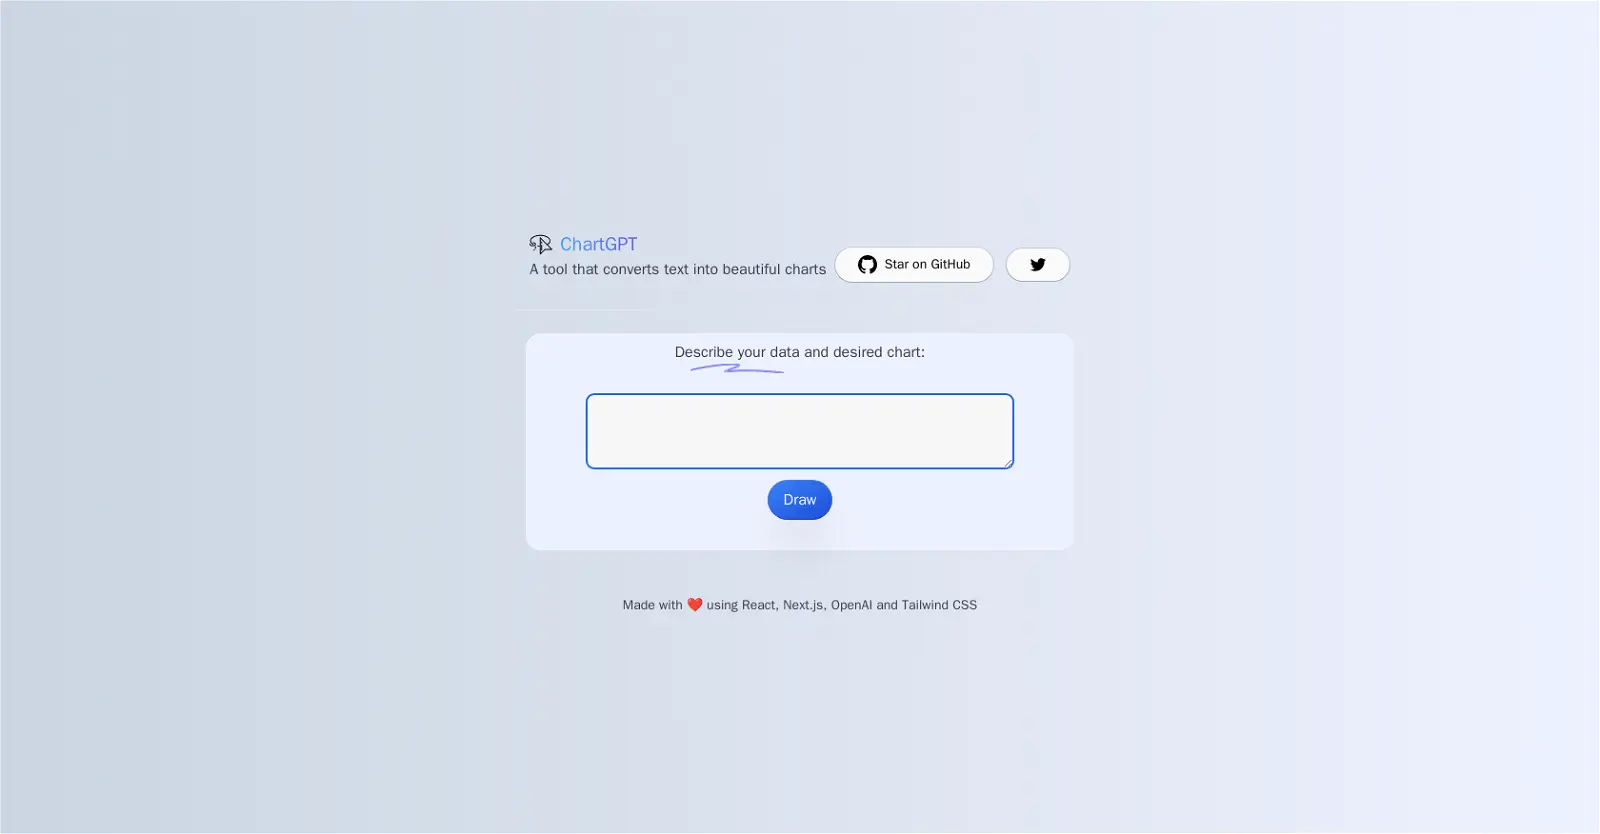 ChartGPT
A tool that converts text into beautiful charts
Star on GitHub
Describe your data and desired chart:
Draw
Made with ❤️ using React, Next.js, OpenAI and Tailwind CSS